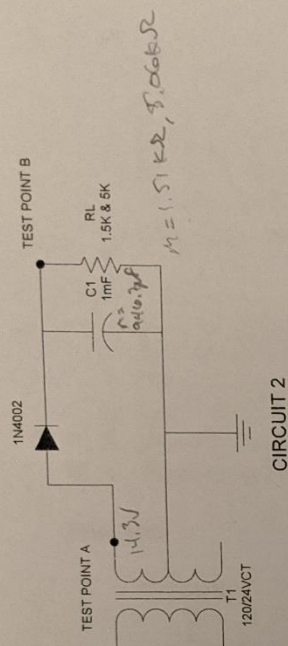 TEST POINT A
14.3V
1N4002
TEST POINT B
C1
1mF
RL
1.5K & 5K
M = 1.51 KΩ, 5.06KΩ
T1
120/24VCT
CIRCUIT 2